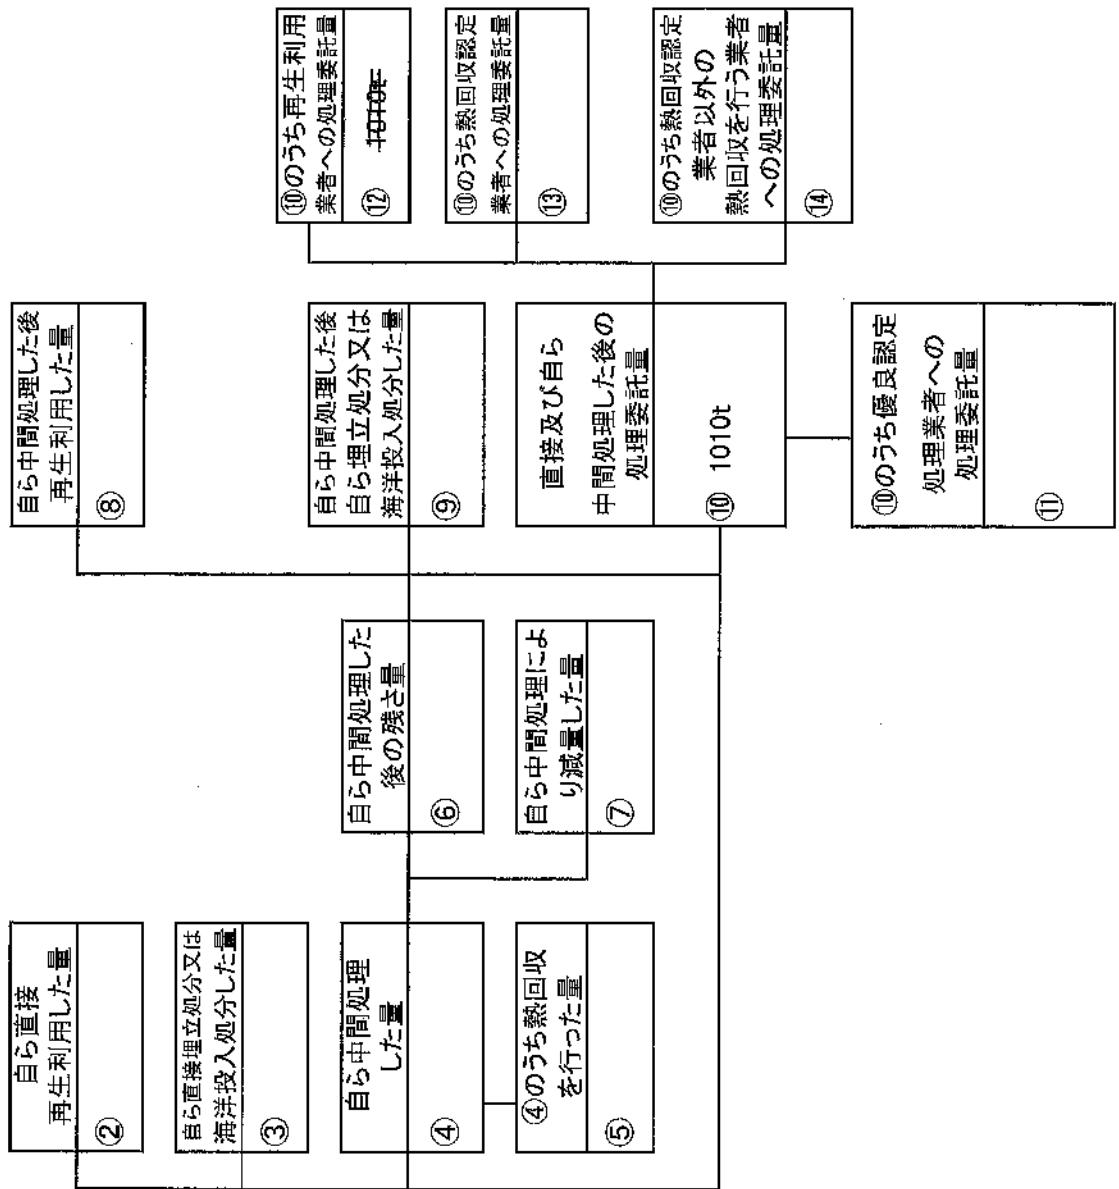 自ら直接
再生利用した量
②
自ら直接埋立処分又は
海洋投入処分した量
③
自ら中間処理
した量
④
④のうち熱回収
を行った量
⑤
自ら中間処理した
後の残さ量
⑥
自ら中間処理によ
り減量した量
⑦
自ら中間処理した後
再生利用した量
⑧
自ら中間処理した後
自ら埋立処分又は
海洋投入処分した量
⑨
直接及び自ら
中間処理した後の
処理委託量
⑩ 1010t
⑩のうち優良認定
処理業者への
処理委託量
⑪
⑩のうち再生利用
業者への処理委託量
⑫ 1010t
⑩のうち熱回収認定
業者への処理委託量
⑬
⑩のうち熱回収認定
業者以外の
熱回収を行う業者
への処理委託量
⑭